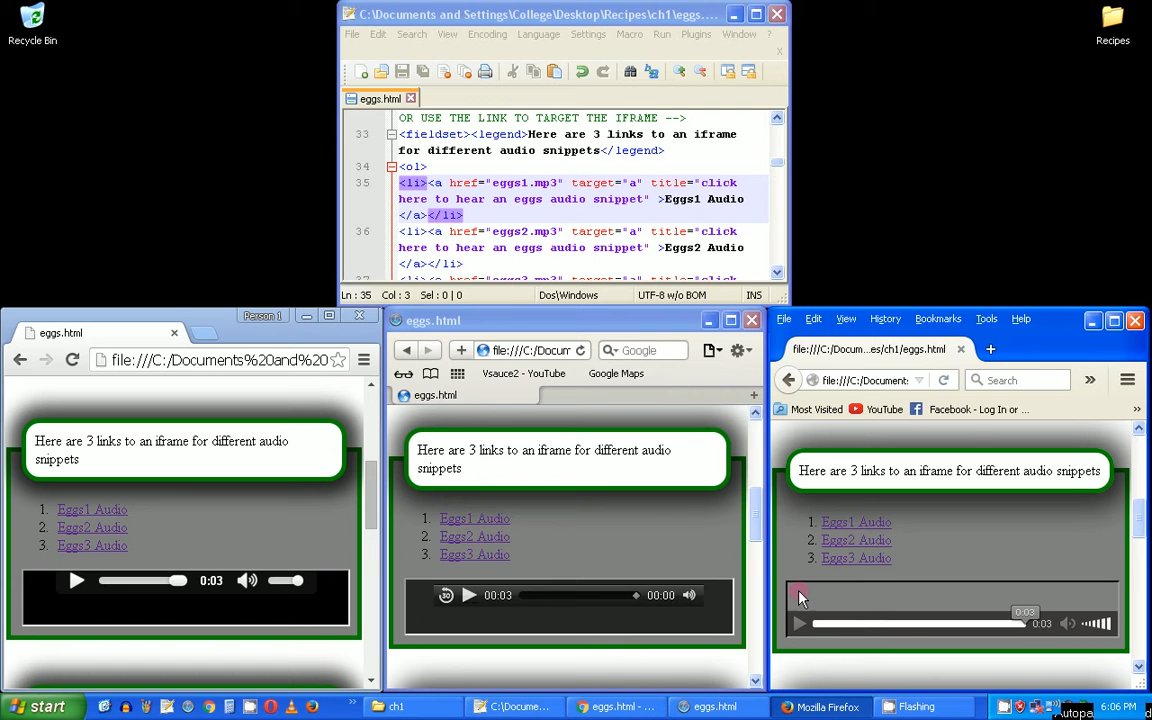 Recycle Bin
Recipes
C:\Documents and Settings\College\Desktop\Recipes\ch1\eggs....
File Edit Search View Encoding Language Settings Macro Run Plugins Window ?
X
eggs.html
OR USE THE LINK TO TARGET THE IFRAME -->
33 <fieldset><legend>Here are 3 links to an iframe
for different audio snippets</legend>
34 <ol>
35 <li><a href="eggs1.mp3" target="a" title="click
here to hear an eggs audio snippet" >Eggs1 Audio
</a></li>
36 <li><a href="eggs2.mp3" target="a" title="click
here to hear an eggs audio snippet" >Eggs2 Audio
</a></li>
37 <li><a href="eggs3.mp3" target="a" title="click
Ln : 35 Col : 3 Sel : 0 | 0 Dos\Windows UTF-8 w/o BOM INS
eggs.html
Person 1
file:///C:/Documents%20and%20
Here are 3 links to an iframe for different audio
snippets
1. Eggs1 Audio
2. Eggs2 Audio
3. Eggs3 Audio
0:03
eggs.html
file:///C:/Docum
Google
Vsauce2 - YouTube Google Maps
eggs.html
Here are 3 links to an iframe for different audio
snippets
1. Eggs1 Audio
2. Eggs2 Audio
3. Eggs3 Audio
30 00:03 00:00
File Edit View History Bookmarks Tools Help
file:///C:/Docum...es/ch1/eggs.html
file:///C:/Document:
Search
Most Visited YouTube Facebook - Log In or ...
Here are 3 links to an iframe for different audio snippets
1. Eggs1 Audio
2. Eggs2 Audio
3. Eggs3 Audio
0:03
0:03
start
ch1
C:\Docume...
eggs.html - ...
eggs.html
Mozilla Firefox
Flashing
6:06 PM